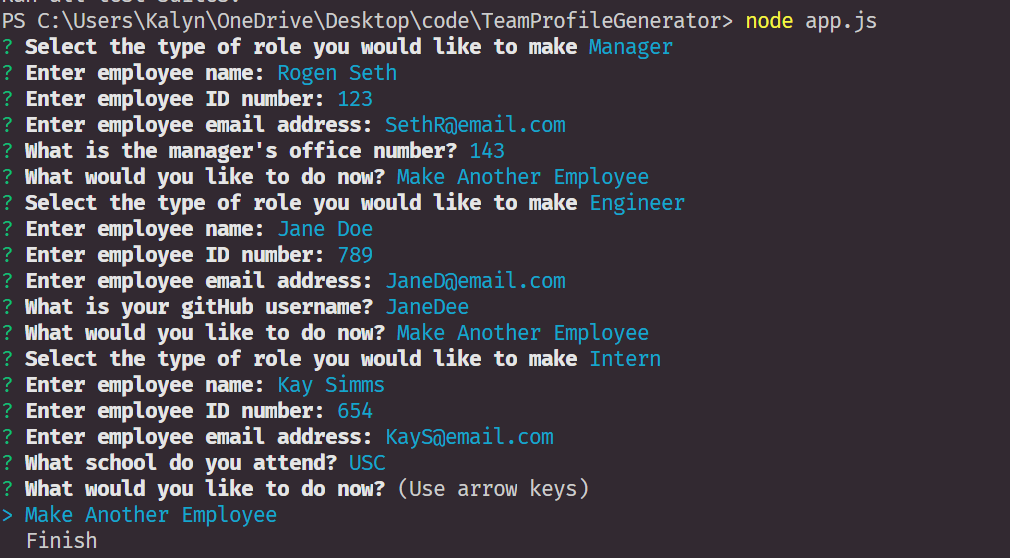 PS C:\Users\Kalyn\OneDrive\Desktop\code\TeamProfileGenerator> node app.js
? Select the type of role you would like to make Manager
? Enter employee name: Rogen Seth
? Enter employee ID number: 123
? Enter employee email address: SethR@email.com
? What is the manager's office number? 143
? What would you like to do now? Make Another Employee
? Select the type of role you would like to make Engineer
? Enter employee name: Jane Doe
? Enter employee ID number: 789
? Enter employee email address: JaneD@email.com
? What is your gitHub username? JaneDee
? What would you like to do now? Make Another Employee
? Select the type of role you would like to make Intern
? Enter employee name: Kay Simms
? Enter employee ID number: 654
? Enter employee email address: KayS@email.com
? What school do you attend? USC
? What would you like to do now? (Use arrow keys)
> Make Another Employee
Finish